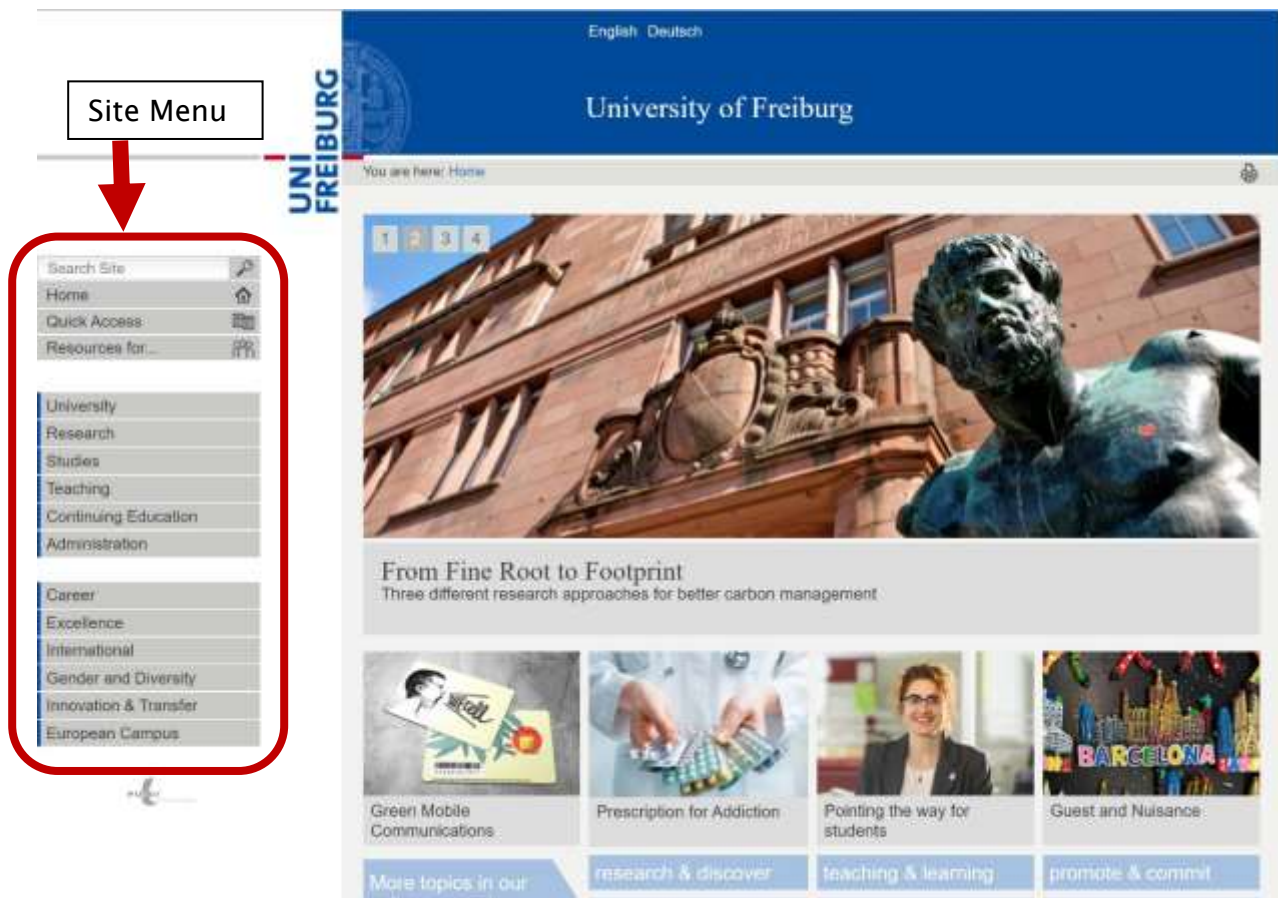 English Deutsch
Site Menu
UNI
FREIBURG
University of Freiburg
You are here: Home
1 2 3 4
Search Site
Home
Quick Access
Resources for...
University
Research
Studies
Teaching
Continuing Education
Administration
Career
Excellence
International
Gender and Diversity
Innovation & Transfer
European Campus
From Fine Root to Footprint
Three different research approaches for better carbon management
BARCELONA
Green Mobile
Communications
Prescription for Addiction
Pointing the way for
students
Guest and Nuisance
More topics in our
research & discover
teaching & learning
promote & commit